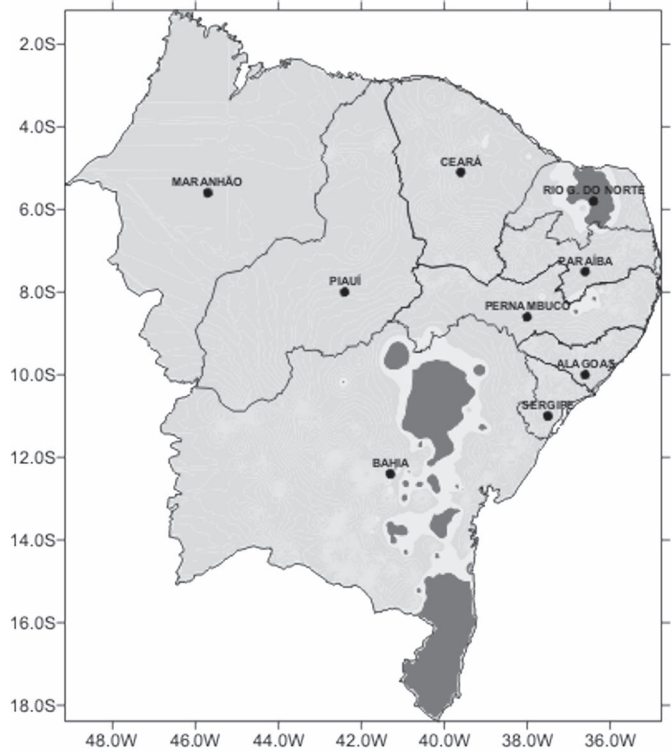 2.0S
4.0S
CEARÁ
MARANHÃO
RIO G. DO NORTE
6.0S
PARAÍBA
PIAUÍ
8.0S
PERNAMBUCO
ALAGOAS
10.0S
SERGIPE
12.0S
BAHIA
14.0S
16.0S
18.0S
48.0W 46.0W 44.0W 42.0W 40.0W 38.0W 36.0W